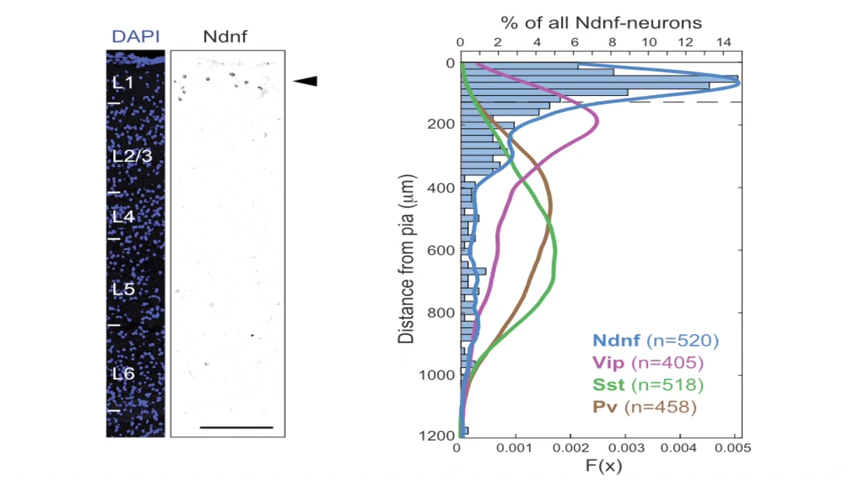 DAPI
Ndnf
L1
L2/3
L4
L5
L6
% of all Ndnf-neurons
0 2 4 6 8 10 12 14
Distance from pia (μm)
0
200
400
600
800
1000
1200
Ndnf (n=520)
Vip (n=405)
Sst (n=518)
Pv (n=458)
0 0.001 0.002 0.003 0.004 0.005
F(x)